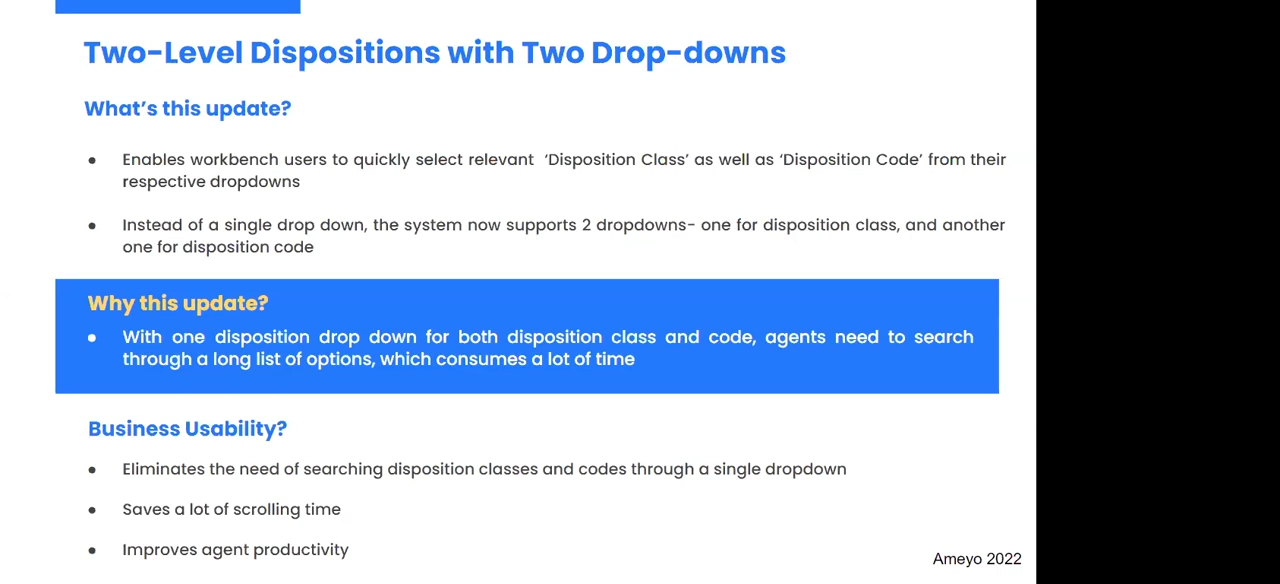 Two-Level Dispositions with Two Drop-downs
What's this update?
● Enables workbench users to quickly select relevant 'Disposition Class' as well as 'Disposition Code' from their
respective dropdowns
● Instead of a single drop down, the system now supports 2 dropdowns- one for disposition class, and another
one for disposition code
Why this update?
● With one disposition drop down for both disposition class and code, agents need to search
through a long list of options, which consumes a lot of time
Business Usability?
● Eliminates the need of searching disposition classes and codes through a single dropdown
● Saves a lot of scrolling time
● Improves agent productivity
Ameyo 2022